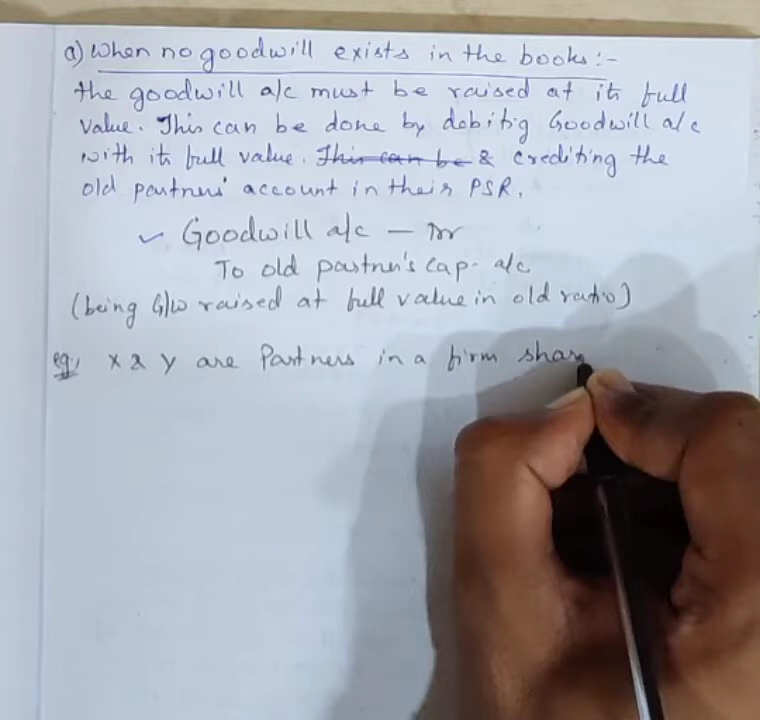 a) When no goodwill exists in the books:-
the goodwill a/c must be raised at its full
value. This can be done by debitig Goodwill a/c
with its full value. This can be & crediting the
old partners' account in their PSR.
Goodwill a/c - Dr
To old partner's cap- a/c
(being G/w raised at full value in old ratio)
eg:, X & Y are Partners in a firm shar